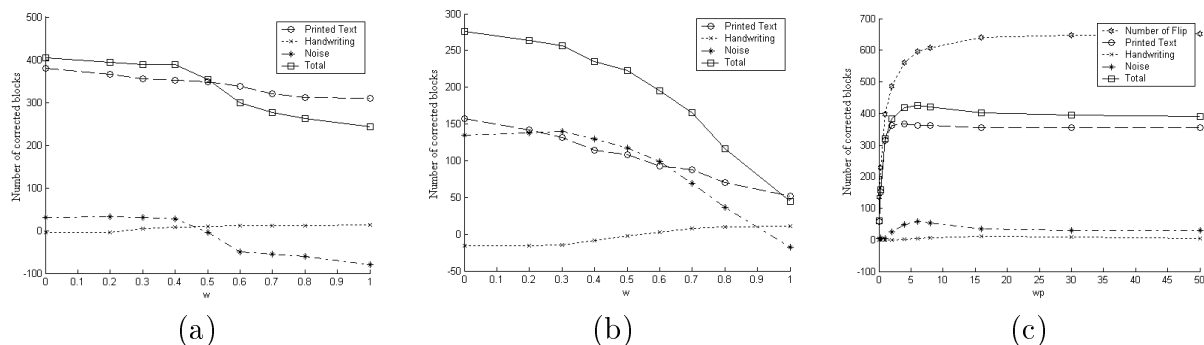 500
400
300
200
100
0
-100
Number of corrected blocks
0 0.1 0.2 0.3 0.4 0.5 0.6 0.7 0.8 0.9 1
w
Printed Text
Handwriting
Noise
Total
(a)
300
250
200
150
100
50
0
-50
Number of corrected blocks
0 0.1 0.2 0.3 0.4 0.5 0.6 0.7 0.8 0.9 1
w
Printed Text
Handwriting
Noise
Total
(b)
700
600
500
400
300
200
100
0
-100
Number of corrected blocks
0 5 10 15 20 25 30 35 40 45 50
wp
Number of Flip
Printed Text
Handwriting
Noise
Total
(c)